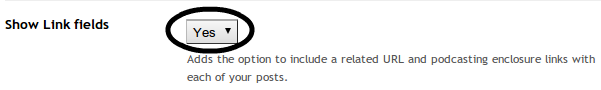 Show Link fields Yes
Adds the option to include a related URL and podcasting enclosure links with
each of your posts.